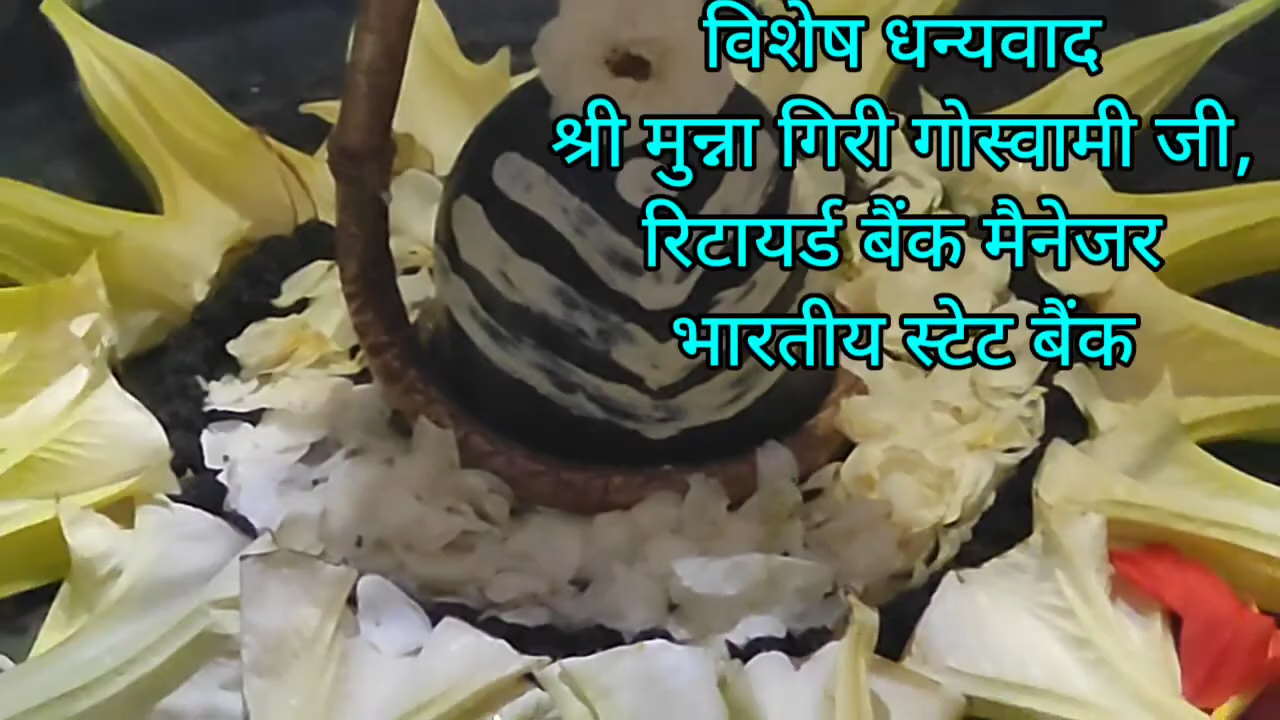 विशेष धन्यवाद
श्री मुन्ना गिरी गोस्वामी जी,
रिटायर्ड बैंक मैनेजर
भारतीय स्टेट बैंक